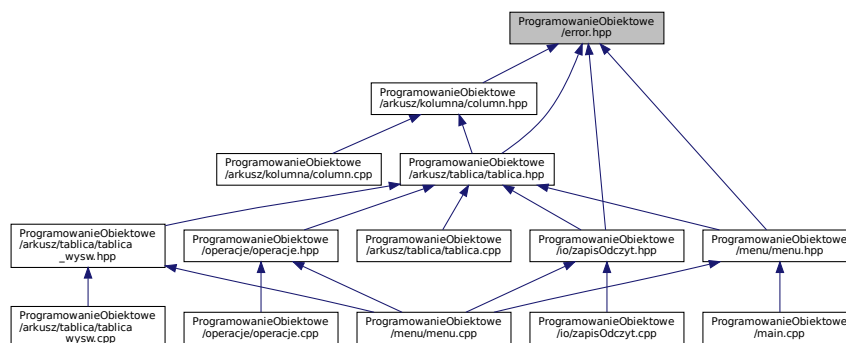 ProgramowanieObiektowe
/error.hpp
ProgramowanieObiektowe
/arkusz/kolumna/column.hpp
ProgramowanieObiektowe
/arkusz/kolumna/column.cpp
ProgramowanieObiektowe
/arkusz/tablica/tablica.hpp
ProgramowanieObiektowe
/arkusz/tablica/tablica
_wysw.hpp
ProgramowanieObiektowe
/operacje/operacje.hpp
ProgramowanieObiektowe
/arkusz/tablica/tablica.cpp
ProgramowanieObiektowe
/io/zapisOdczyt.hpp
ProgramowanieObiektowe
/menu/menu.hpp
ProgramowanieObiektowe
/arkusz/tablica/tablica
_wysw.cpp
ProgramowanieObiektowe
/operacje/operacje.cpp
ProgramowanieObiektowe
/menu/menu.cpp
ProgramowanieObiektowe
/io/zapisOdczyt.cpp
ProgramowanieObiektowe
/main.cpp